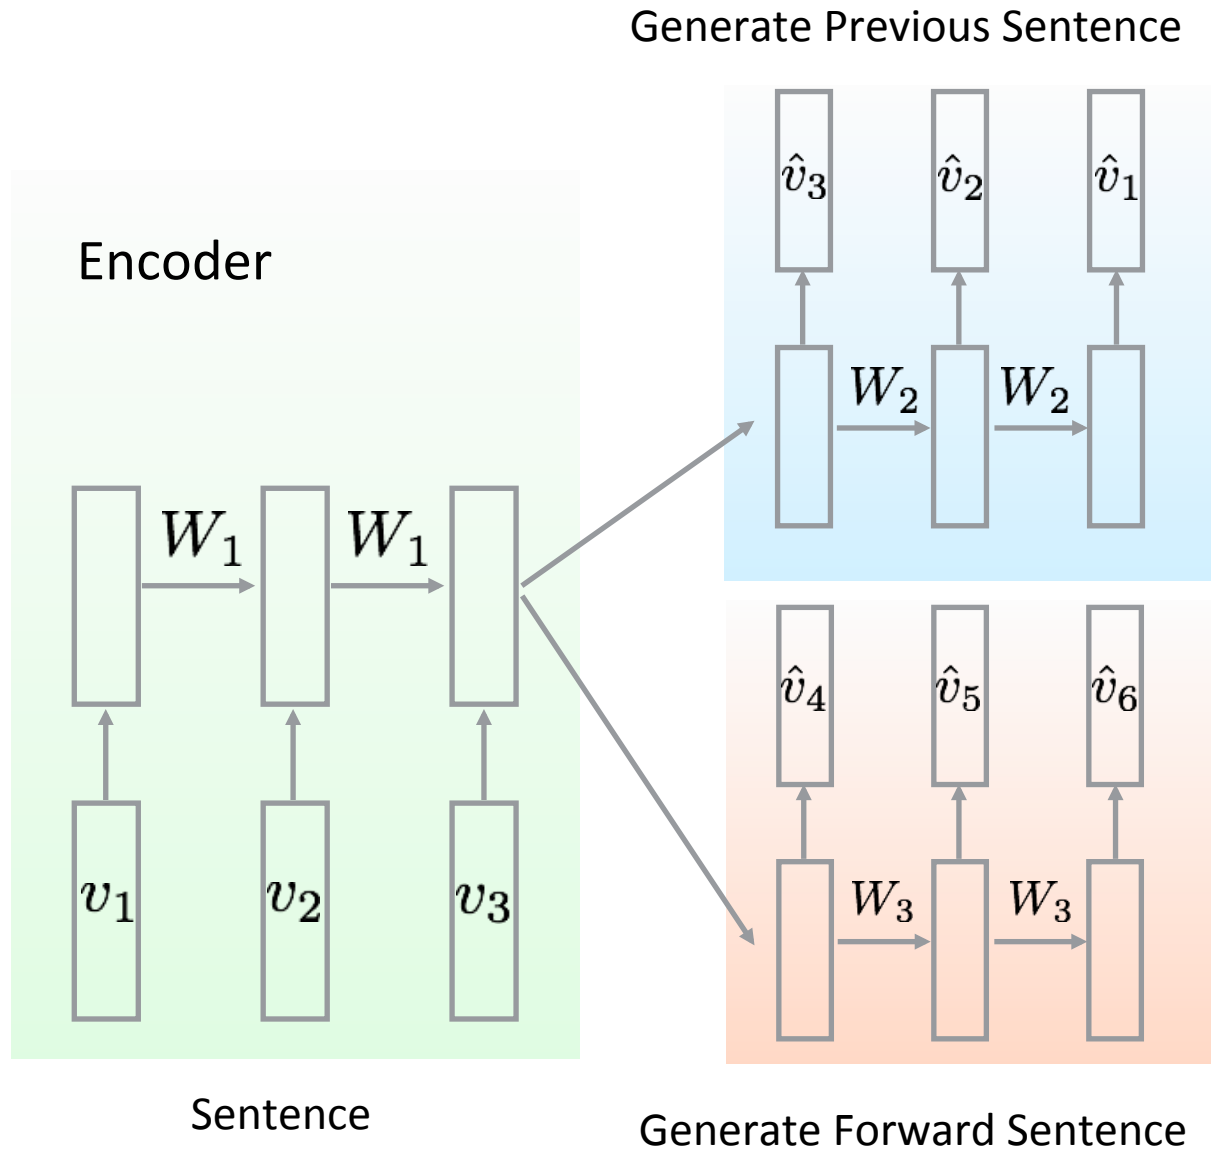 Generate Previous Sentence
v̂₃ v̂₂ v̂₁
Encoder
W₂ W₂
W₁ W₁
v̂₄ v̂₅ v̂₆
v₁ v₂ v₃
W₃ W₃
Sentence
Generate Forward Sentence